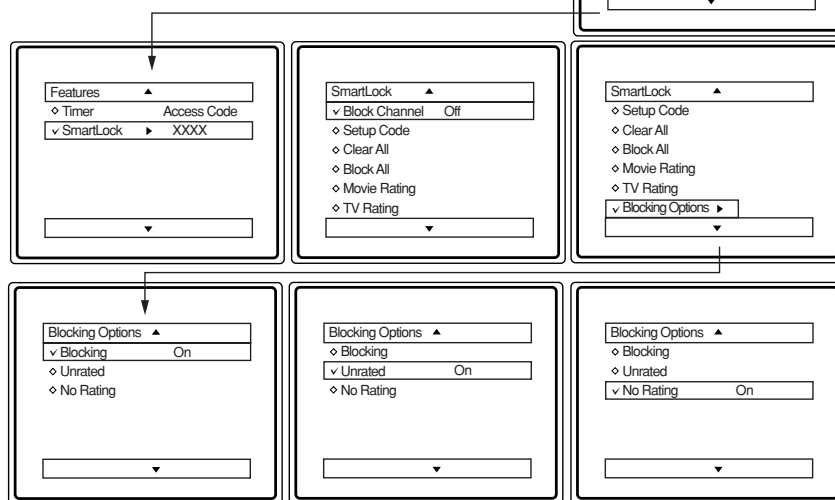 Features
Timer Access Code
SmartLock XXXX
SmartLock
Block Channel Off
Setup Code
Clear All
Block All
Movie Rating
TV Rating
SmartLock
Setup Code
Clear All
Block All
Movie Rating
TV Rating
Blocking Options
Blocking Options
Blocking On
Unrated
No Rating
Blocking Options
Blocking
Unrated On
No Rating
Blocking Options
Blocking
Unrated
No Rating On